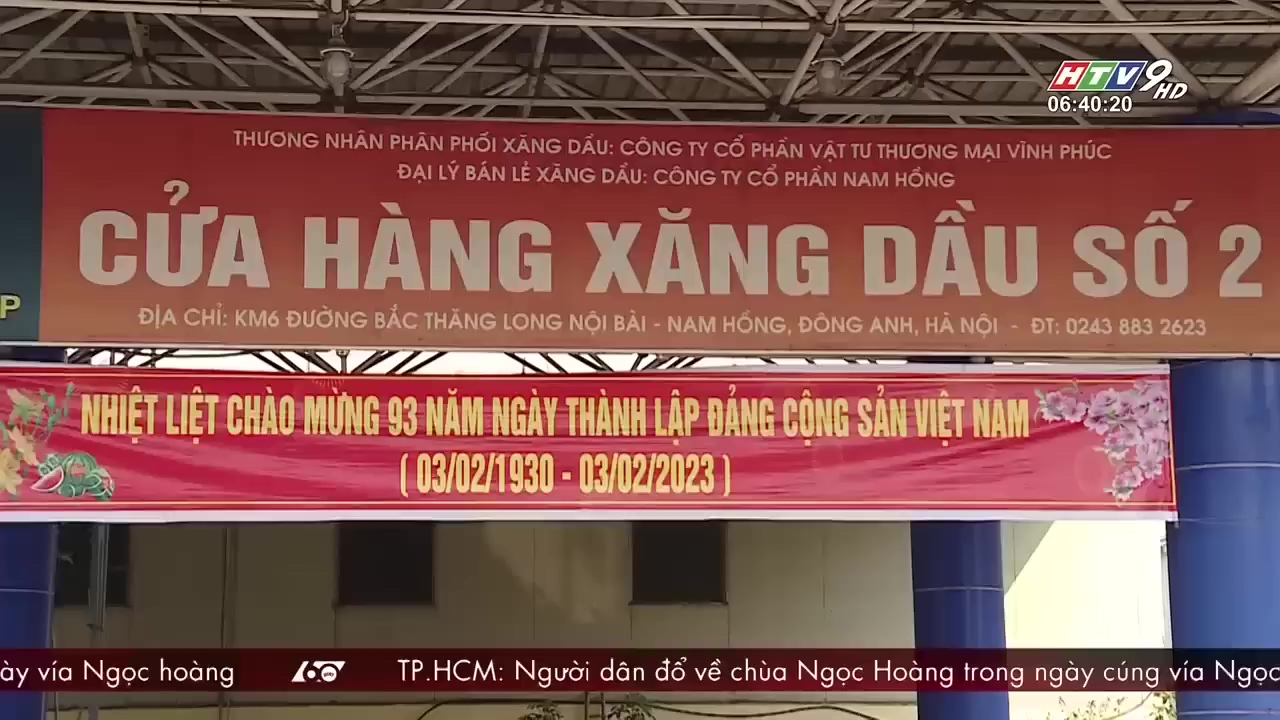 HTV9 HD
06:40:20
THƯƠNG NHÂN PHÂN PHỐI XĂNG DẦU: CÔNG TY CỔ PHẦN VẬT TƯ THƯƠNG MẠI VĨNH PHÚC
ĐẠI LÝ BÁN LẺ XĂNG DẦU: CÔNG TY CỔ PHẦN NAM HỒNG
CỬA HÀNG XĂNG DẦU SỐ 2
P
ĐỊA CHỈ: KM6 ĐƯỜNG BẮC THĂNG LONG NỘI BÀI - NAM HỒNG, ĐÔNG ANH, HÀ NỘI - ĐT: 0243 883 2623
NHIỆT LIỆT CHÀO MỪNG 93 NĂM NGÀY THÀNH LẬP ĐẢNG CỘNG SẢN VIỆT NAM
( 03/02/1930 - 03/02/2023 )
ày vía Ngọc hoàng 60 giây TP.HCM: Người dân đổ về chùa Ngọc Hoàng trong ngày cúng vía Ngọc